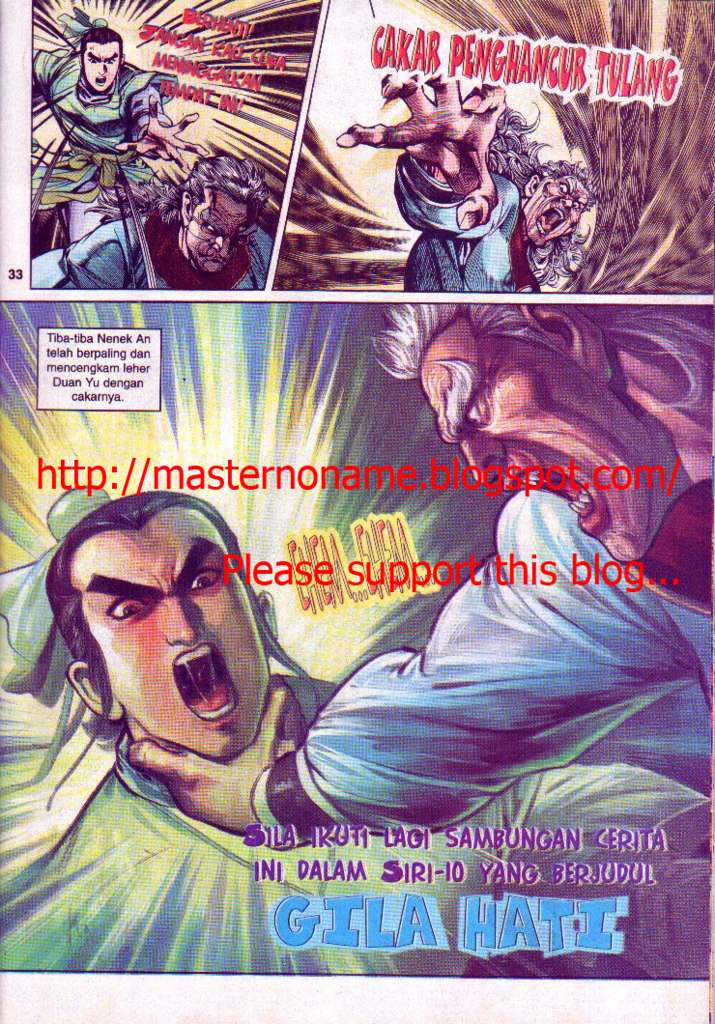 BERHENTI!
JANGAN KAU CUBA
MENINGGALKAN
TEMPAT INI!
CAKAR PENGHANCUR TULANG
33
Tiba-tiba Nenek An
telah berpaling dan
mencengkam leher
Duan Yu dengan
cakarnya.
http://masternoname.blogspot.com/
EHEM...EHEM
Please support this blog...
SILA IKUTI LAGI SAMBUNGAN CERITA
INI DALAM SIRI-10 YANG BERJUDUL
GILA HATI